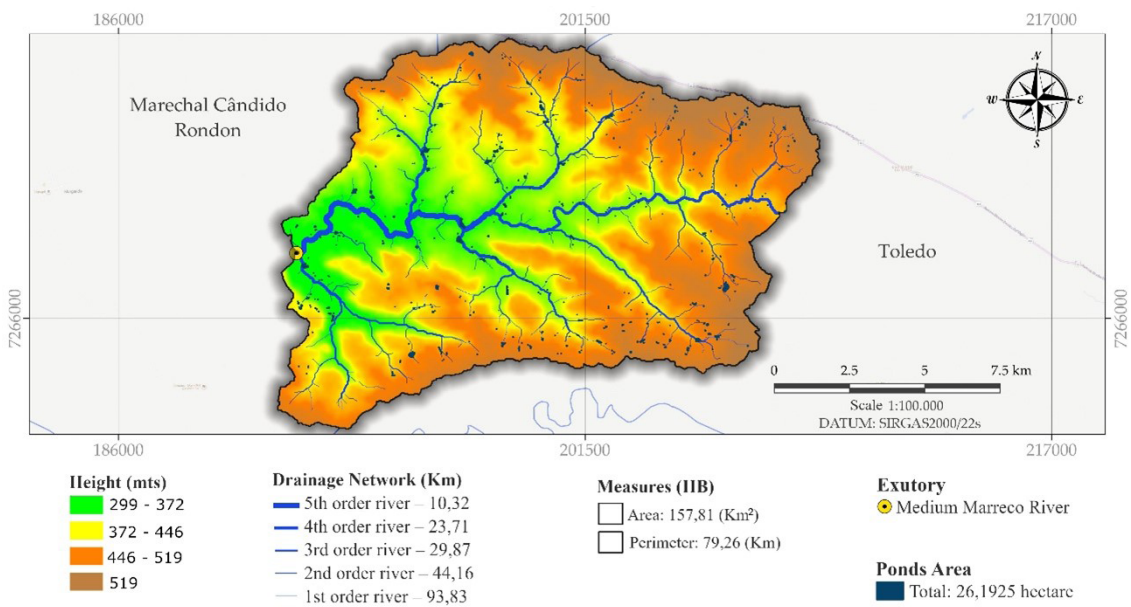 186000
201500
217000
Marechal Cândido
Rondon
N
W
E
S
Toledo
7266000
7266000
0
2.5
5
7.5 km
Scale 1:100.000
DATUM: SIRGAS2000/22s
186000
201500
217000
Height (mts)
299 - 372
372 - 446
446 - 519
519
Drainage Network (Km)
5th order river – 10,32
4th order river – 23,71
3rd order river – 29,87
2nd order river – 44,16
1st order river – 93,83
Measures (HB)
Area: 157,81 (Km²)
Perimeter: 79,26 (Km)
Exutory
Medium Marreco River
Ponds Area
Total: 26,1925 hectare